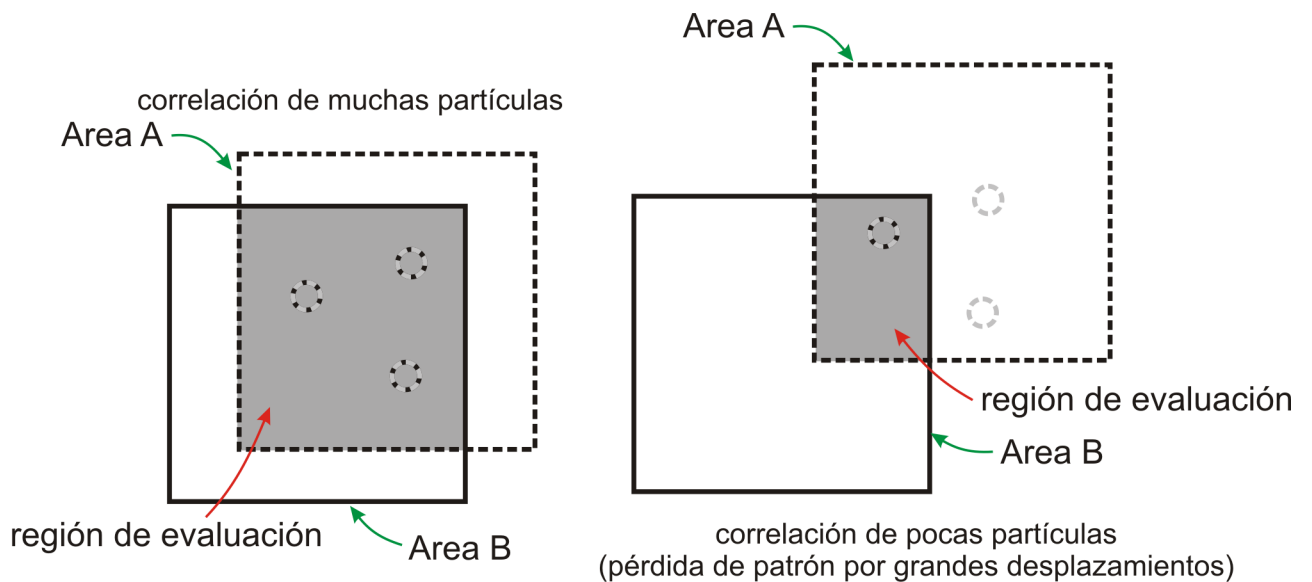 correlación de muchas partículas
Area A
región de evaluación
Area B
Area A
región de evaluación
Area B
correlación de pocas partículas
(pérdida de patrón por grandes desplazamientos)